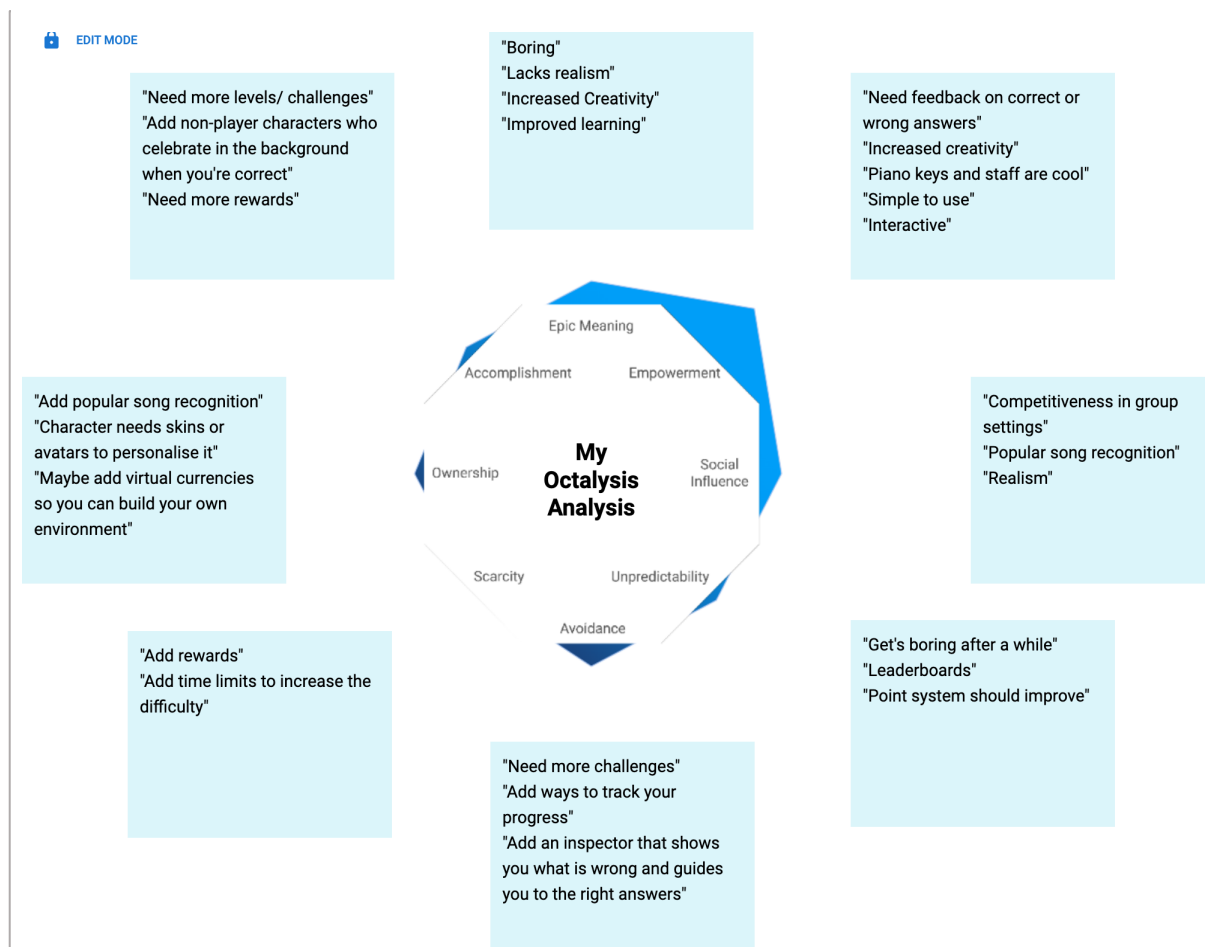 EDIT MODE
"Boring"
"Lacks realism"
"Increased Creativity"
"Improved learning"
"Need more levels/ challenges"
"Add non-player characters who
celebrate in the background
when you're correct"
"Need more rewards"
"Need feedback on correct or
wrong answers"
"Increased creativity"
"Piano keys and staff are cool"
"Simple to use"
"Interactive"
Epic Meaning
Accomplishment
Empowerment
"Add popular song recognition"
"Character needs skins or
avatars to personalise it"
"Maybe add virtual currencies
so you can build your own
environment"
Ownership
My
Octalysis
Analysis
Social
Influence
"Competitiveness in group
settings"
"Popular song recognition"
"Realism"
Scarcity
Unpredictability
Avoidance
"Add rewards"
"Add time limits to increase the
difficulty"
"Get's boring after a while"
"Leaderboards"
"Point system should improve"
"Need more challenges"
"Add ways to track your
progress"
"Add an inspector that shows
you what is wrong and guides
you to the right answers"